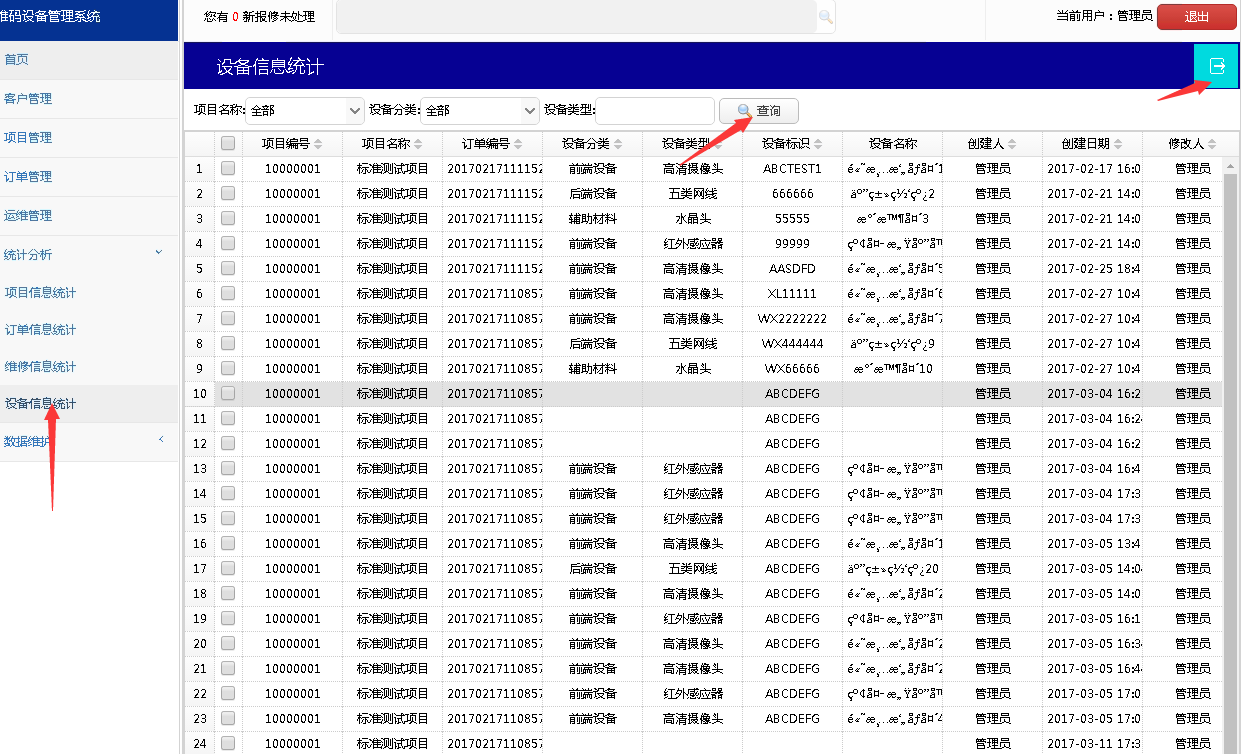 准码设备管理系统
您有 0 新报修未处理
当前用户：管理员
退出
首页
客户管理
项目管理
订单管理
运维管理
统计分析
项目信息统计
订单信息统计
维修信息统计
设备信息统计
数据维护
设备信息统计
项目名称: 全部 设备分类: 全部 设备类型: 查询
项目编号 项目名称 订单编号 设备分类 设备类型 设备标识 设备名称 创建人 创建日期 修改人
1 10000001 标准测试项目 20170217111152 前端设备 高清摄像头 ABCTEST1 管理员 2017-02-17 16:0 管理员
2 10000001 标准测试项目 20170217111152 后端设备 五类网线 666666 管理员 2017-02-21 14:0 管理员
3 10000001 标准测试项目 20170217111152 辅助材料 水晶头 55555 管理员 2017-02-21 14:0 管理员
4 10000001 标准测试项目 20170217111152 前端设备 红外感应器 99999 管理员 2017-02-21 14:0 管理员
5 10000001 标准测试项目 20170217111152 前端设备 高清摄像头 AASDFD 管理员 2017-02-25 18:4 管理员
6 10000001 标准测试项目 20170217110857 前端设备 高清摄像头 XL11111 管理员 2017-02-27 10:4 管理员
7 10000001 标准测试项目 20170217110857 前端设备 高清摄像头 WX2222222 管理员 2017-02-27 10:4 管理员
8 10000001 标准测试项目 20170217110857 后端设备 五类网线 WX444444 管理员 2017-02-27 10:4 管理员
9 10000001 标准测试项目 20170217110857 辅助材料 水晶头 WX66666 管理员 2017-02-27 10:4 管理员
10 10000001 标准测试项目 20170217110857 ABCDEFG 管理员 2017-03-04 16:2 管理员
11 10000001 标准测试项目 20170217110857 ABCDEFG 管理员 2017-03-04 16:24 管理员
12 10000001 标准测试项目 20170217110857 ABCDEFG 管理员 2017-03-04 16:2 管理员
13 10000001 标准测试项目 20170217110857 前端设备 红外感应器 ABCDEFG 管理员 2017-03-04 16:4 管理员
14 10000001 标准测试项目 20170217110857 前端设备 红外感应器 ABCDEFG 管理员 2017-03-04 17:3 管理员
15 10000001 标准测试项目 20170217110857 前端设备 红外感应器 ABCDEFG 管理员 2017-03-04 17:3 管理员
16 10000001 标准测试项目 20170217110857 前端设备 高清摄像头 ABCDEFG 管理员 2017-03-05 13:4 管理员
17 10000001 标准测试项目 20170217110857 后端设备 五类网线 ABCDEFG 管理员 2017-03-05 14:0 管理员
18 10000001 标准测试项目 20170217110857 前端设备 高清摄像头 ABCDEFG 管理员 2017-03-05 14:0 管理员
19 10000001 标准测试项目 20170217110857 前端设备 红外感应器 ABCDEFG 管理员 2017-03-05 16:1 管理员
20 10000001 标准测试项目 20170217110857 前端设备 高清摄像头 ABCDEFG 管理员 2017-03-05 16:3 管理员
21 10000001 标准测试项目 20170217110857 前端设备 高清摄像头 ABCDEFG 管理员 2017-03-05 16:4 管理员
22 10000001 标准测试项目 20170217110857 前端设备 红外感应器 ABCDEFG 管理员 2017-03-05 17:0 管理员
23 10000001 标准测试项目 20170217110857 前端设备 高清摄像头 ABCDEFG 管理员 2017-03-05 17:0 管理员
24 10000001 标准测试项目 20170217110857 ABCDEFG 管理员 2017-03-11 17:3 管理员